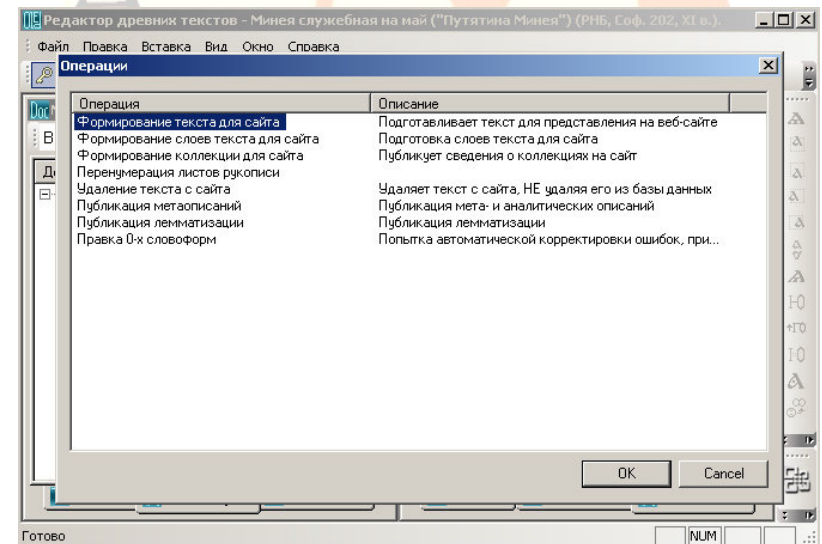 Редактор древних текстов - Минея служебная на май ("Путятина Минея") (РНБ, Соф. 202, XI в.).
Файл Правка Вставка Вид Окно Справка
Операции
Операция Описание
Формирование текста для сайта Подготавливает текст для представления на веб-сайте
Формирование слоев текста для сайта Подготовка слоев текста для сайта
Формирование коллекции для сайта Публикует сведения о коллекциях на сайт
Перенумерация листов рукописи
Удаление текста с сайта Удаляет текст с сайта, НЕ удаляя его из базы данных
Публикация метаописаний Публикация мета- и аналитических описаний
Публикация лемматизации Публикация лемматизации
Правка 0-х словоформ Попытка автоматической корректировки ошибок, при...
OK Cancel
Готово NUM